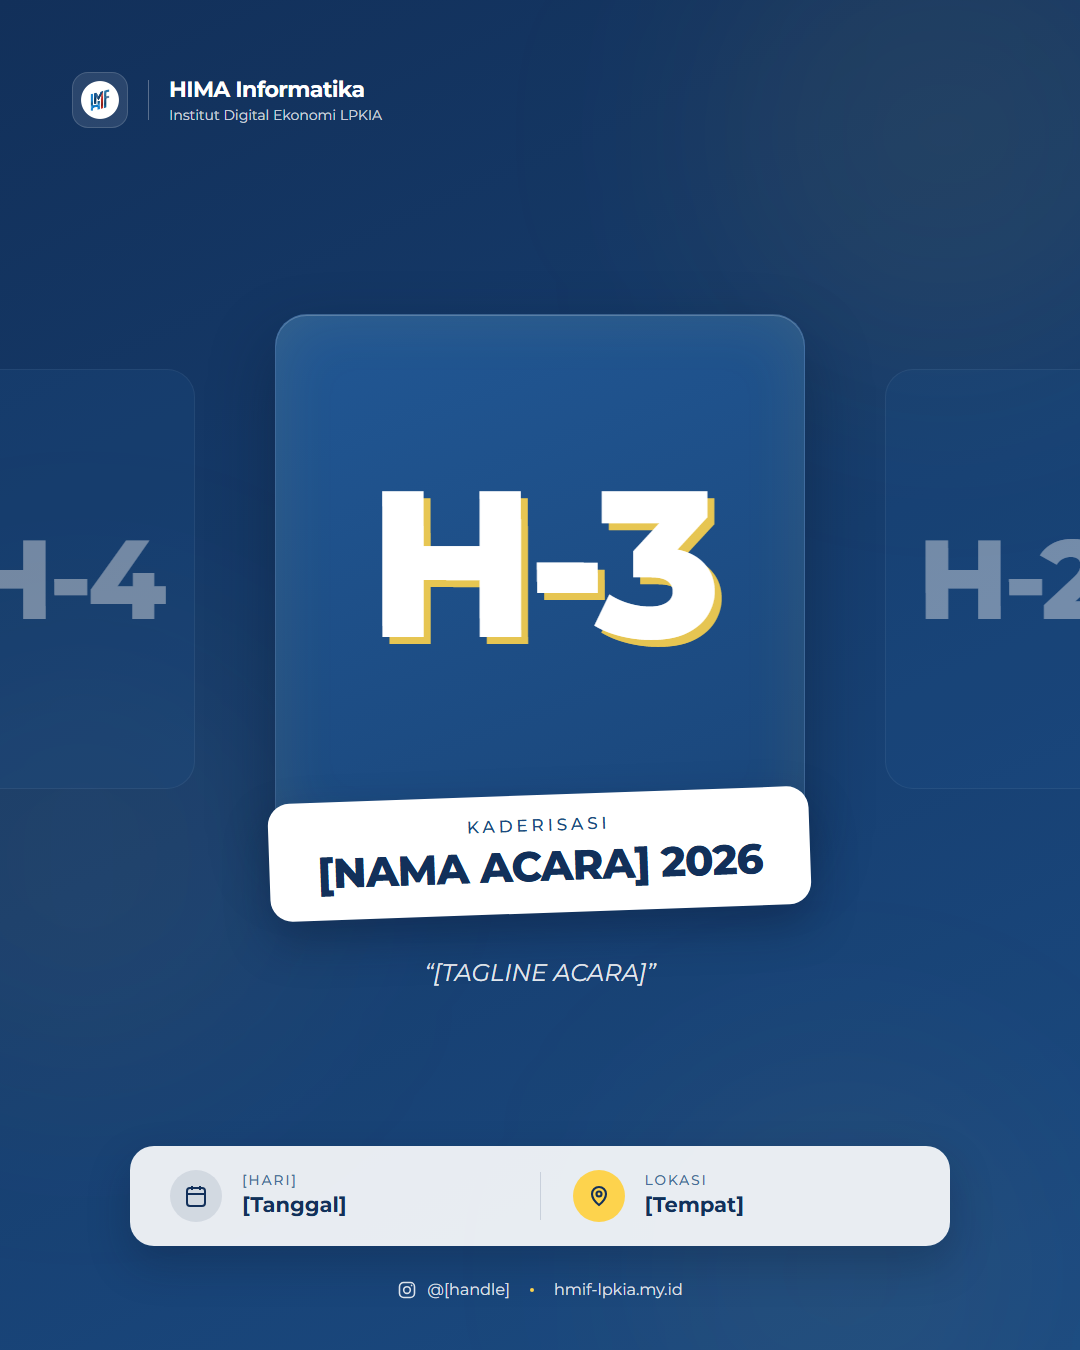 HMIF
HIMA Informatika
Institut Digital Ekonomi LPKIA
H-4
H-3
H-2
KADERISASI
[NAMA ACARA] 2026
“[TAGLINE ACARA]”
[HARI]
[Tanggal]
LOKASI
[Tempat]
@[handle] • hmif-lpkia.my.id